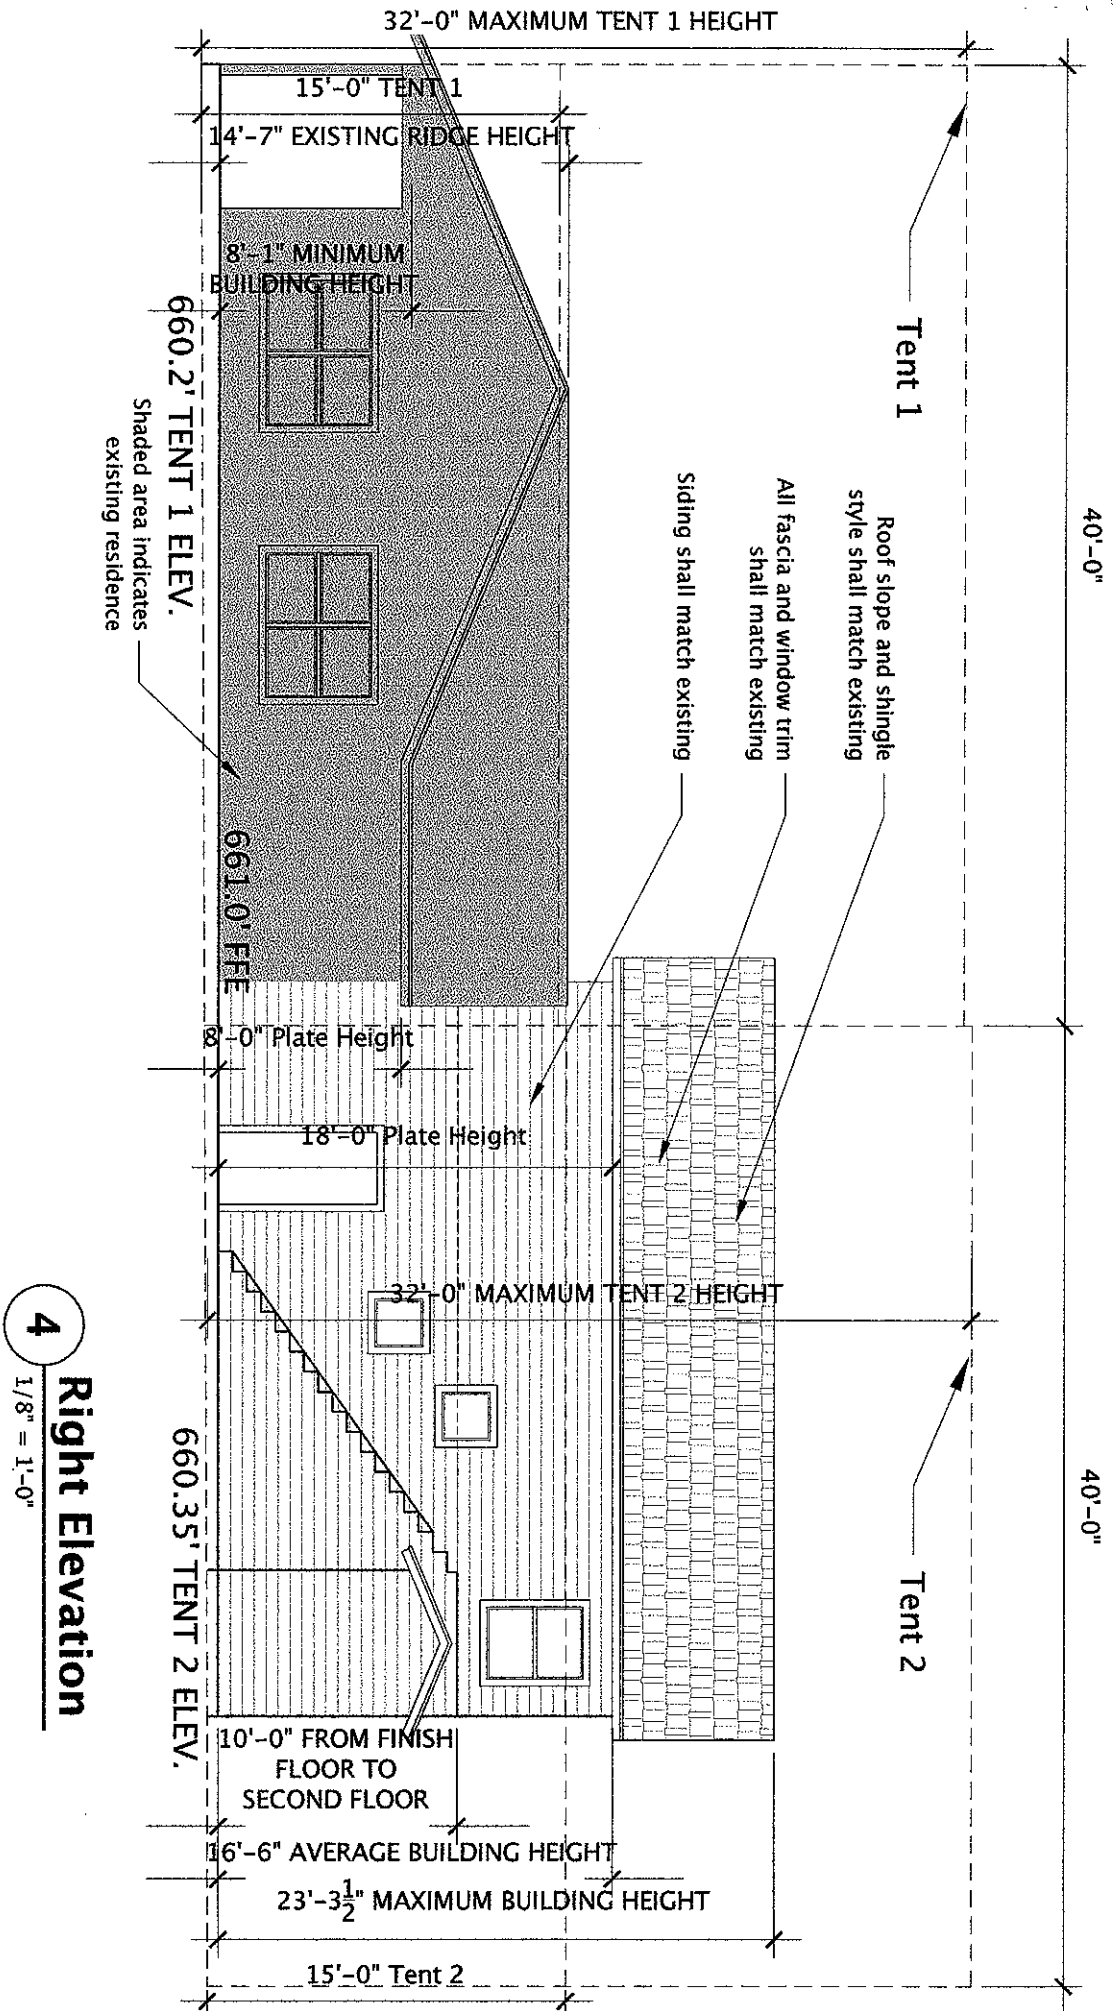 32'-0" MAXIMUM TENT 1 HEIGHT
15'-0" TENT 1
14'-7" EXISTING RIDGE HEIGHT
8'-1" MINIMUM
BUILDING HEIGHT
40'-0"
Tent 1
Roof slope and shingle
style shall match existing
All fascia and window trim
shall match existing
Siding shall match existing
660.2' TENT 1 ELEV.
Shaded area indicates
existing residence
661.0' FFE
8'-0" Plate Height
18'-0" Plate Height
32'-0" MAXIMUM TENT 2 HEIGHT
40'-0"
Tent 2
660.35' TENT 2 ELEV.
4
Right Elevation
1/8" = 1'-0"
10'-0" FROM FINISH
FLOOR TO
SECOND FLOOR
16'-6" AVERAGE BUILDING HEIGHT
23'-3½" MAXIMUM BUILDING HEIGHT
15'-0" Tent 2